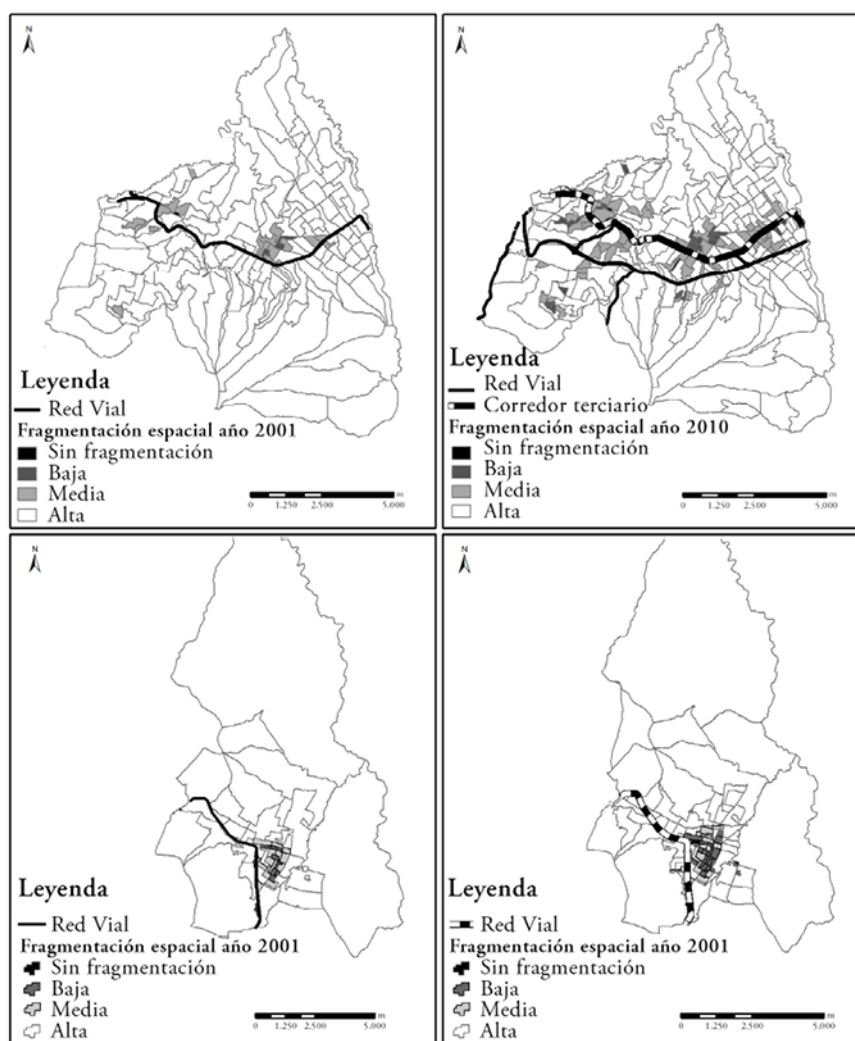 N
Leyenda
Red Vial
Fragmentación espacial año 2001
Sin fragmentación
Baja
Media
Alta
m
0 1.250 2.500 5.000
N
Leyenda
Red Vial
Corredor terciario
Fragmentación espacial año 2010
Sin fragmentación
Baja
Media
Alta
m
0 1.250 2.500 5.000
N
Leyenda
Red Vial
Fragmentación espacial año 2001
Sin fragmentación
Baja
Media
Alta
m
0 1.250 2.500 5.000
N
Leyenda
Red Vial
Fragmentación espacial año 2001
Sin fragmentación
Baja
Media
Alta
m
0 1.250 2.500 5.000